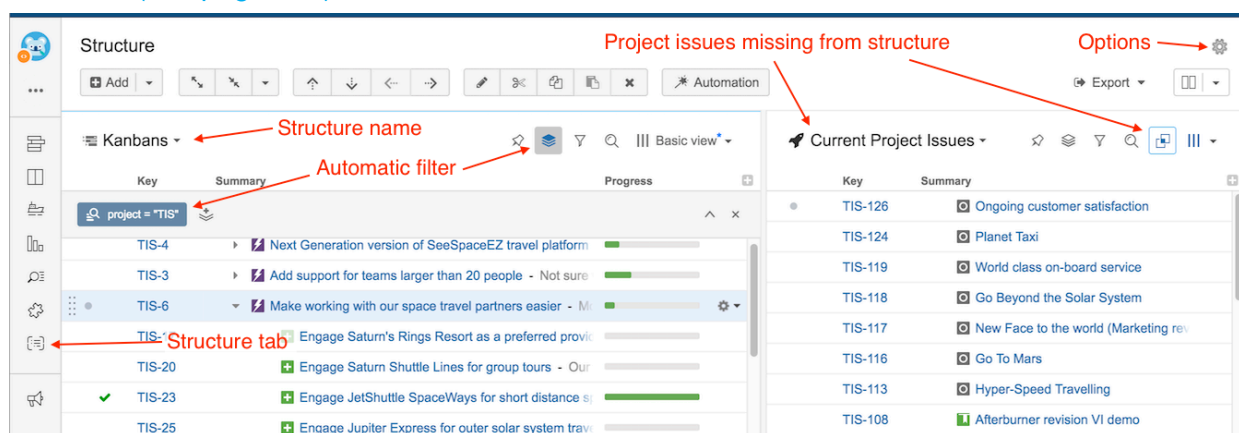 Structure
Project issues missing from structure
Options
Add
Automation
Export
Kanbans
Structure name
Basic view*
Current Project Issues
Automatic filter
Key Summary Progress
Key Summary
project = "TIS"
TIS-126 Ongoing customer satisfaction
TIS-4 Next Generation version of SeeSpaceEZ travel platform
TIS-124 Planet Taxi
TIS-3 Add support for teams larger than 20 people - Not sure
TIS-119 World class on-board service
TIS-6 Make working with our space travel partners easier -
TIS-118 Go Beyond the Solar System
Structure tab
Engage Saturn's Rings Resort as a preferred
TIS-117 New Face to the world (Marketing
TIS-20 Engage Saturn Shuttle Lines for group tours - Our
TIS-116 Go To Mars
TIS-23 Engage JetShuttle SpaceWays for short distance
TIS-113 Hyper-Speed Travelling
TIS-25 Engage Jupiter Express for outer solar system
TIS-108 Afterburner revision VI demo